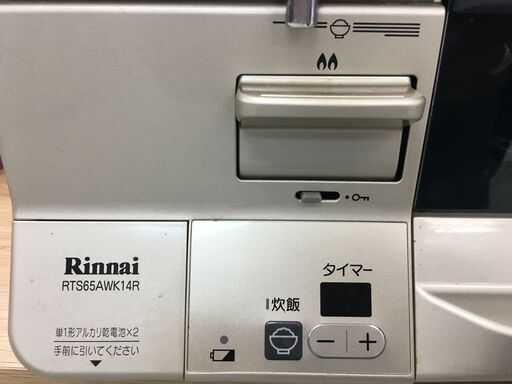 Rinnai
RTS65AWK14R
単1形アルカリ乾電池×2
手前に引いてください
タイマー
炊飯
− +